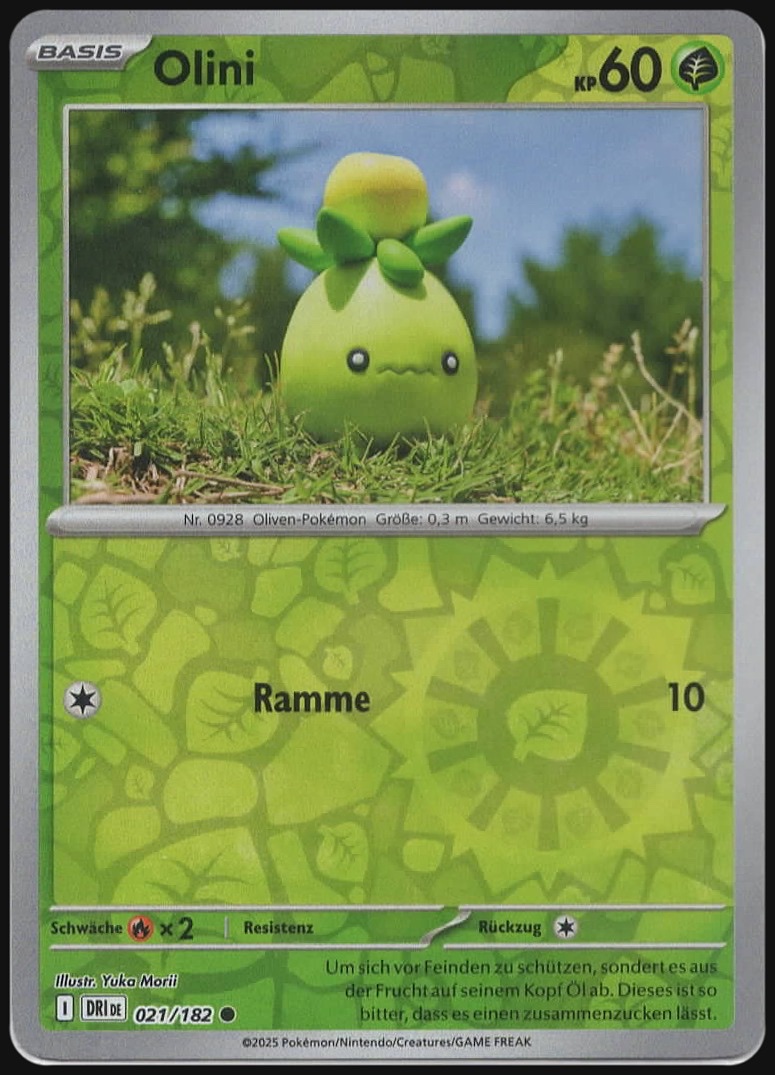 BASIS
Olini
KP 60
Nr. 0928 Oliven-Pokémon Größe: 0,3 m Gewicht: 6,5 kg
Ramme 10
Schwäche ×2 Resistenz Rückzug
Um sich vor Feinden zu schützen, sondert es aus
der Frucht auf seinem Kopf Öl ab. Dieses ist so
bitter, dass es einen zusammenzucken lässt.
Illustr. Yuka Morii
I DRI DE 021/182
©2025 Pokémon/Nintendo/Creatures/GAME FREAK